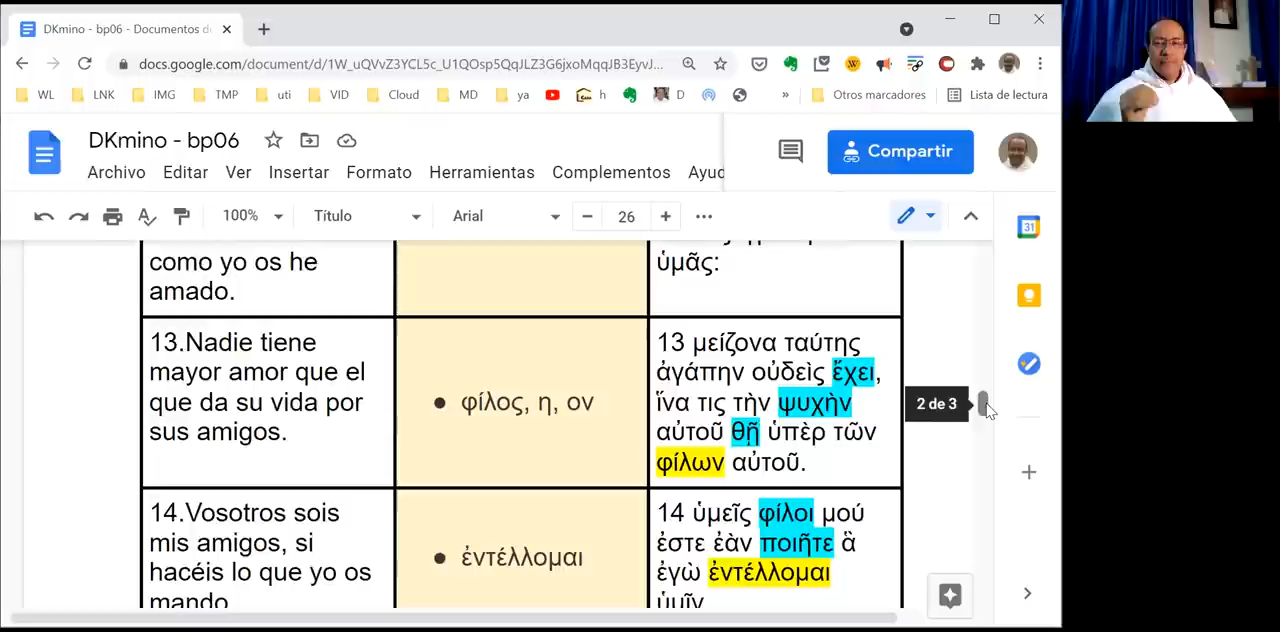 DKmino - bp06 - Documentos d
docs.google.com/document/d/1W_uQVvZ3YCL5c_U1QOsp5QqJLZ3G6jxoMqqJB3EyvJ...
WL LNK IMG TMP uti VID Cloud MD ya h D » Otros marcadores Lista de lectura
DKmino - bp06
Compartir
Archivo Editar Ver Insertar Formato Herramientas Complementos Ayuc
100% Título Arial 26
31
como yo os he
amado.
ὑμᾶς:
13.Nadie tiene
mayor amor que el
que da su vida por
sus amigos.
φίλος, η, ον
13 μείζονα ταύτης
ἀγάπην οὐδεὶς ἔχει,
ἵνα τις τὴν ψυχὴν
αὐτοῦ θῇ ὑπὲρ τῶν
φίλων αὐτοῦ.
2 de 3
14.Vosotros sois
mis amigos, si
hacéis lo que yo os
mando
ἐντέλλομαι
14 ὑμεῖς φίλοι μού
ἐστε ἐὰν ποιῆτε ἃ
ἐγὼ ἐντέλλομαι
ὑμῖν